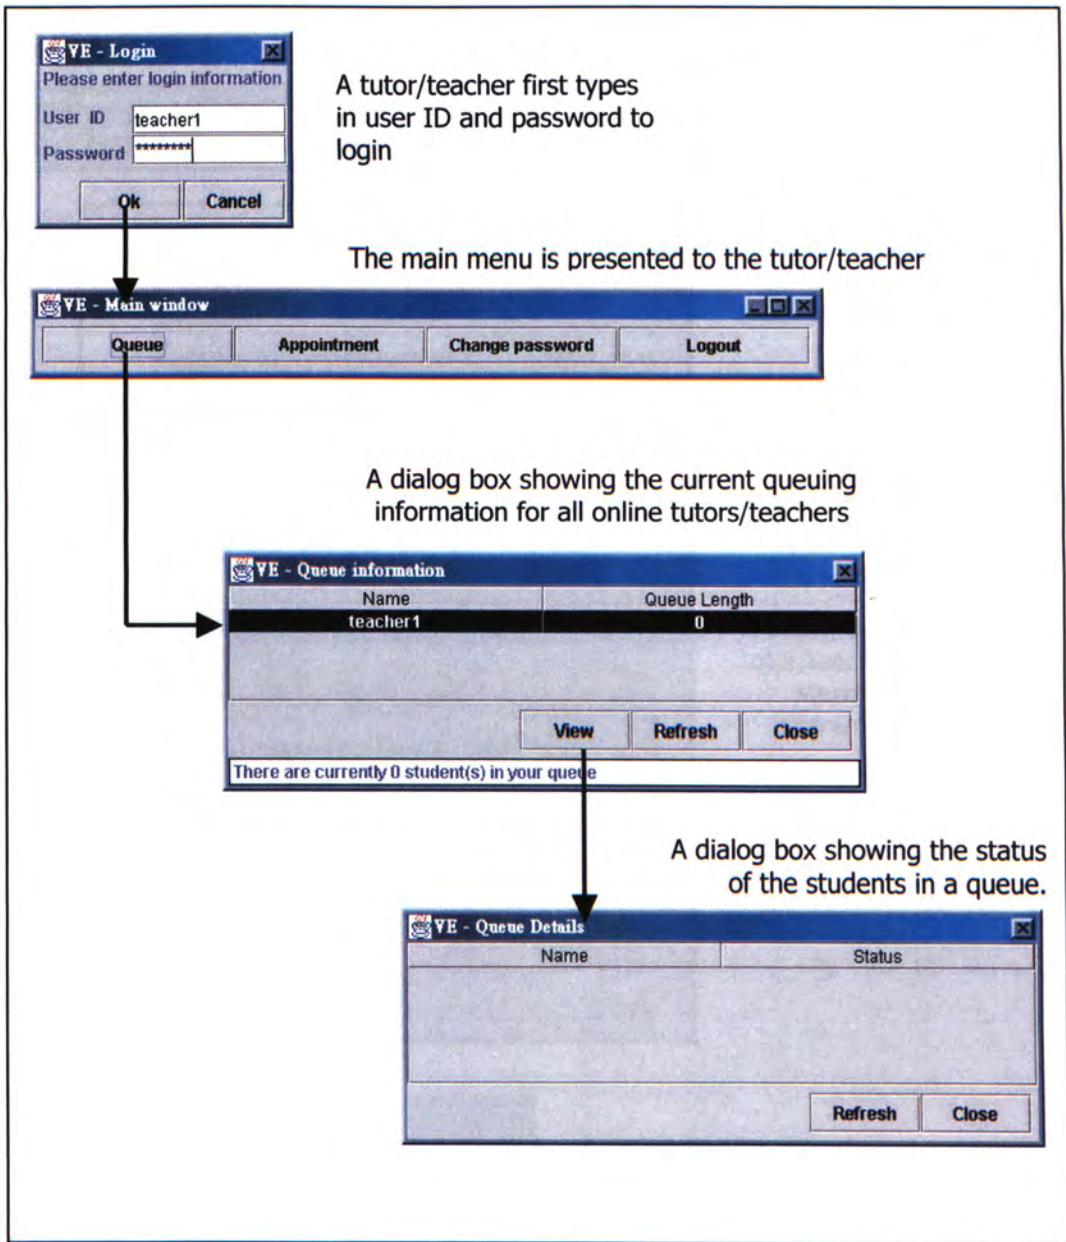 VE - Login
Please enter login information
User ID teacher1
Password ********
Ok Cancel
A tutor/teacher first types
in user ID and password to
login
The main menu is presented to the tutor/teacher
VE - Main window
Queue Appointment Change password Logout
A dialog box showing the current queuing
information for all online tutors/teachers
VE - Queue information
Name Queue Length
teacher1 0
View Refresh Close
There are currently 0 student(s) in your queue
A dialog box showing the status
of the students in a queue.
VE - Queue Details
Name Status
Refresh Close